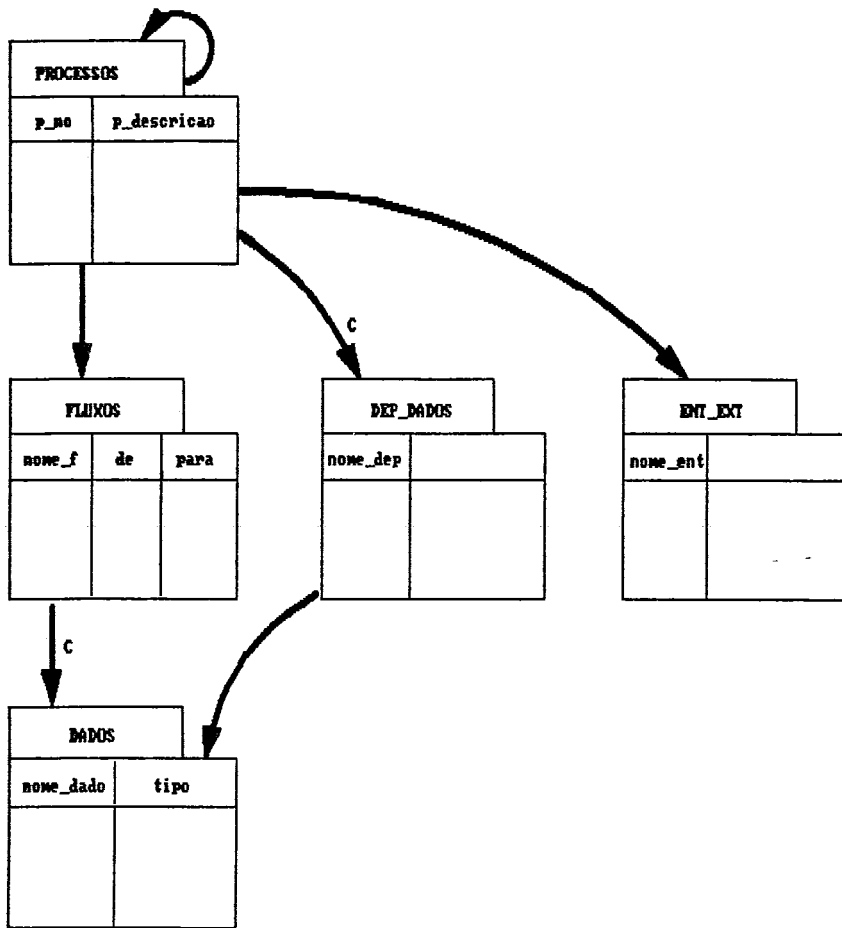 PROCESSOS
p_no p_descricao
C
FLUXOS DEP_DADOS ENT_EXT
nome_f de para nome_dep nome_ent
C
DADOS
nome_dado tipo